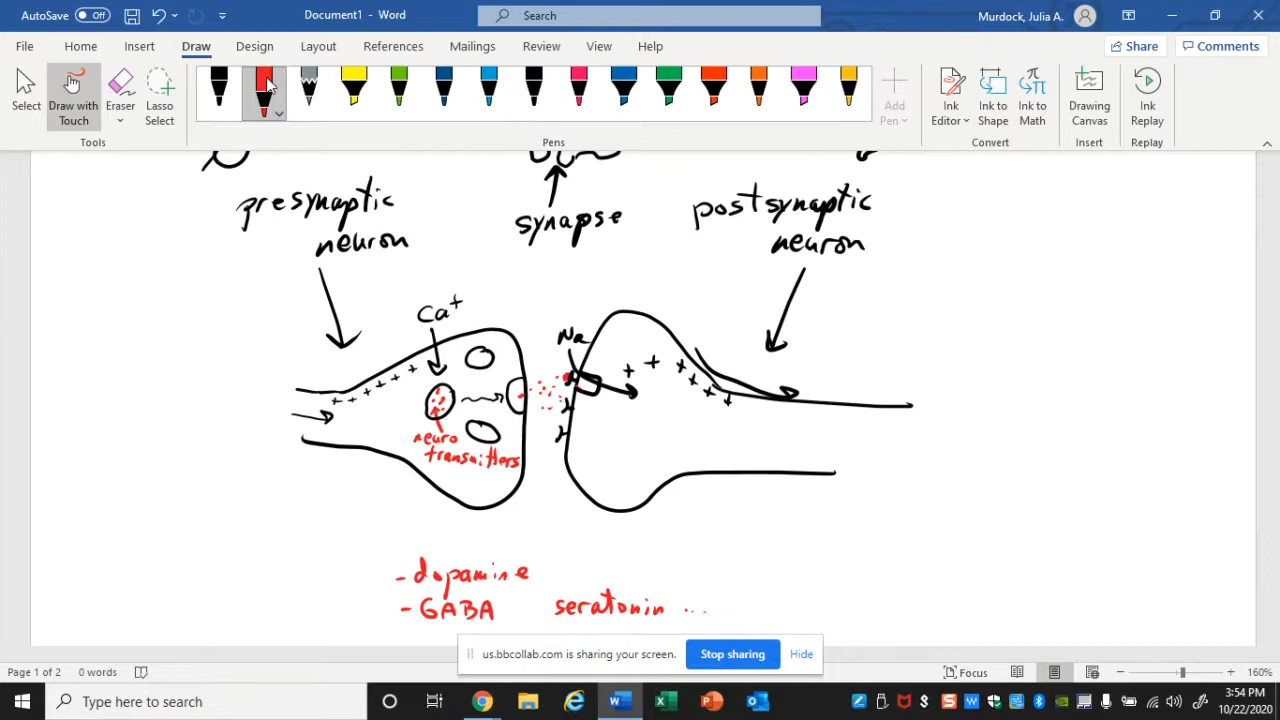 AutoSave Off Document1 - Word Search Murdock, Julia A.
File Home Insert Draw Design Layout References Mailings Review View Help Share Comments
Select Draw with Touch Eraser Lasso Select Add Pen Ink Editor Ink to Shape Ink to Math Drawing Canvas Ink Replay
Tools Pens Convert Insert Replay
presynaptic
neuron
synapse
postsynaptic
neuron
Ca+
Na
neuro
transmitters
- dopamine
- GABA seratonin ...
us.bbcollab.com is sharing your screen. Stop sharing Hide
Page 1 of 2 0 words Focus 160%
Type here to search 3:54 PM
10/22/2020